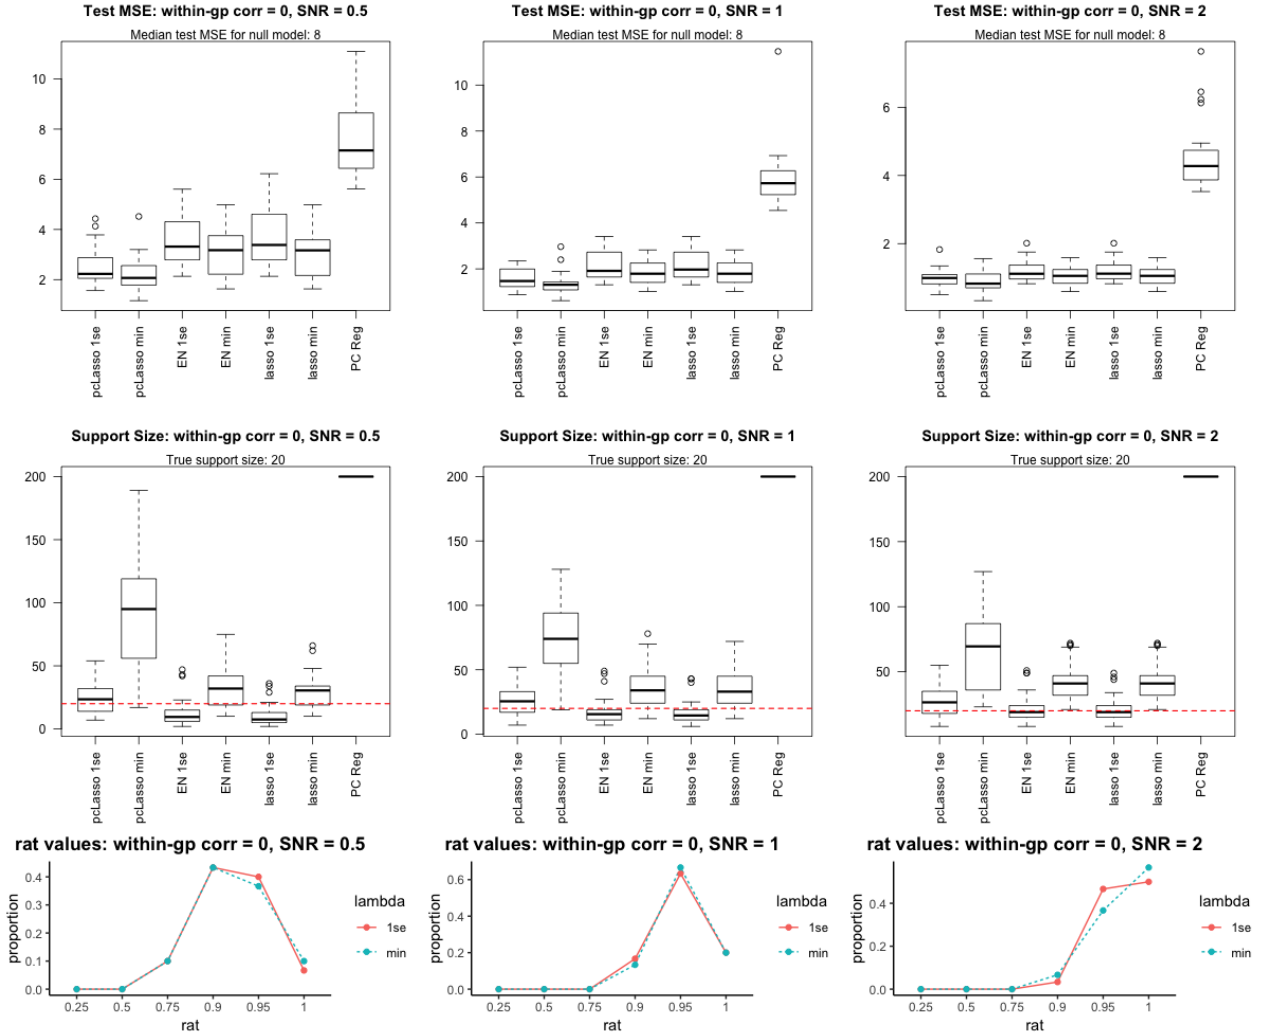 Test MSE: within-gp corr = 0, SNR = 0.5
Median test MSE for null model: 8
10
8
6
4
2
pcLasso 1se
pcLasso min
EN 1se
EN min
lasso 1se
lasso min
PC Reg
Test MSE: within-gp corr = 0, SNR = 1
Median test MSE for null model: 8
10
8
6
4
2
pcLasso 1se
pcLasso min
EN 1se
EN min
lasso 1se
lasso min
PC Reg
Test MSE: within-gp corr = 0, SNR = 2
Median test MSE for null model: 8
6
4
2
pcLasso 1se
pcLasso min
EN 1se
EN min
lasso 1se
lasso min
PC Reg
Support Size: within-gp corr = 0, SNR = 0.5
True support size: 20
200
150
100
50
0
pcLasso 1se
pcLasso min
EN 1se
EN min
lasso 1se
lasso min
PC Reg
Support Size: within-gp corr = 0, SNR = 1
True support size: 20
200
150
100
50
0
pcLasso 1se
pcLasso min
EN 1se
EN min
lasso 1se
lasso min
PC Reg
Support Size: within-gp corr = 0, SNR = 2
True support size: 20
200
150
100
50
pcLasso 1se
pcLasso min
EN 1se
EN min
lasso 1se
lasso min
PC Reg
rat values: within-gp corr = 0, SNR = 0.5
proportion
0.4
0.3
0.2
0.1
0.0
0.25 0.5 0.75 0.9 0.95 1
rat
lambda
1se
min
rat values: within-gp corr = 0, SNR = 1
proportion
0.6
0.4
0.2
0.0
0.25 0.5 0.75 0.9 0.95 1
rat
lambda
1se
min
rat values: within-gp corr = 0, SNR = 2
proportion
0.4
0.2
0.0
0.25 0.5 0.75 0.9 0.95 1
rat
lambda
1se
min